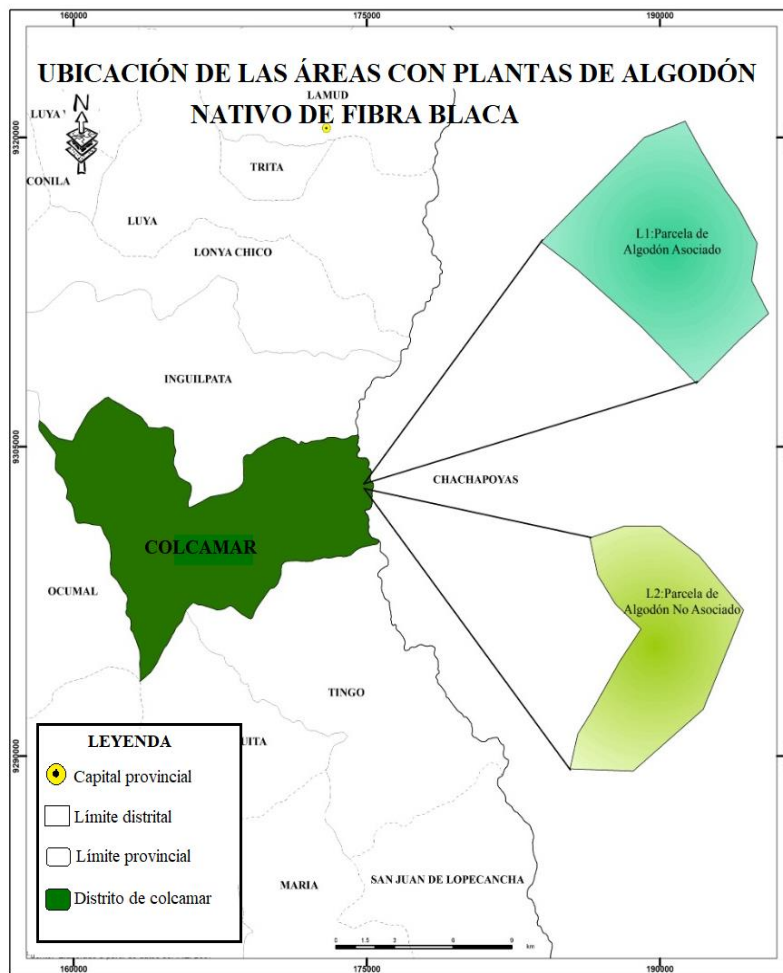 160000 175000 190000
UBICACIÓN DE LAS ÁREAS CON PLANTAS DE ALGODÓN
NATIVO DE FIBRA BLACA
LAMUD
LUYA
N
9320000
CONILA
TRITA
LUYA
LONYA CHICO
L1:Parcela de
Algodón Asociado
INGUILPATA
9305000
CHACHAPOYAS
COLCAMAR
OCUMAL
L2:Parcela de
Algodón No Asociado
TINGO
9290000
UITA
MARIA
SAN JUAN DE LOPECANCHA
LEYENDA
Capital provincial
Límite distrital
Límite provincial
Distrito de colcamar
0 1.5 3 6 9
km
160000 175000 190000